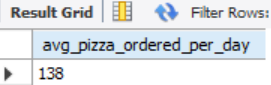 Result Grid Filter Rows:
avg_pizza_ordered_per_day
138